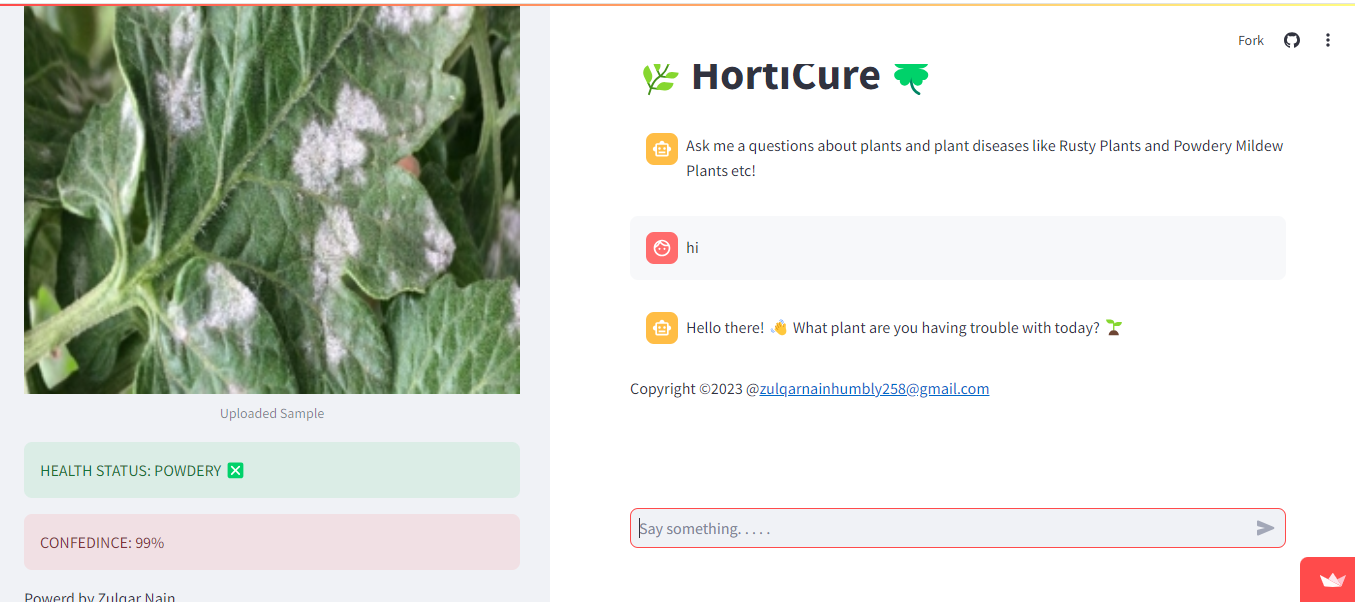 Fork
HortiCure
Ask me a questions about plants and plant diseases like Rusty Plants and Powdery Mildew
Plants etc!
hi
Hello there! 👋 What plant are you having trouble with today? 🌱
Copyright ©2023 @zulqarnainhumbly258@gmail.com
Say something. . . . .
Uploaded Sample
HEALTH STATUS: POWDERY ❎
CONFEDINCE: 99%
Powerd by Zulqar Nain